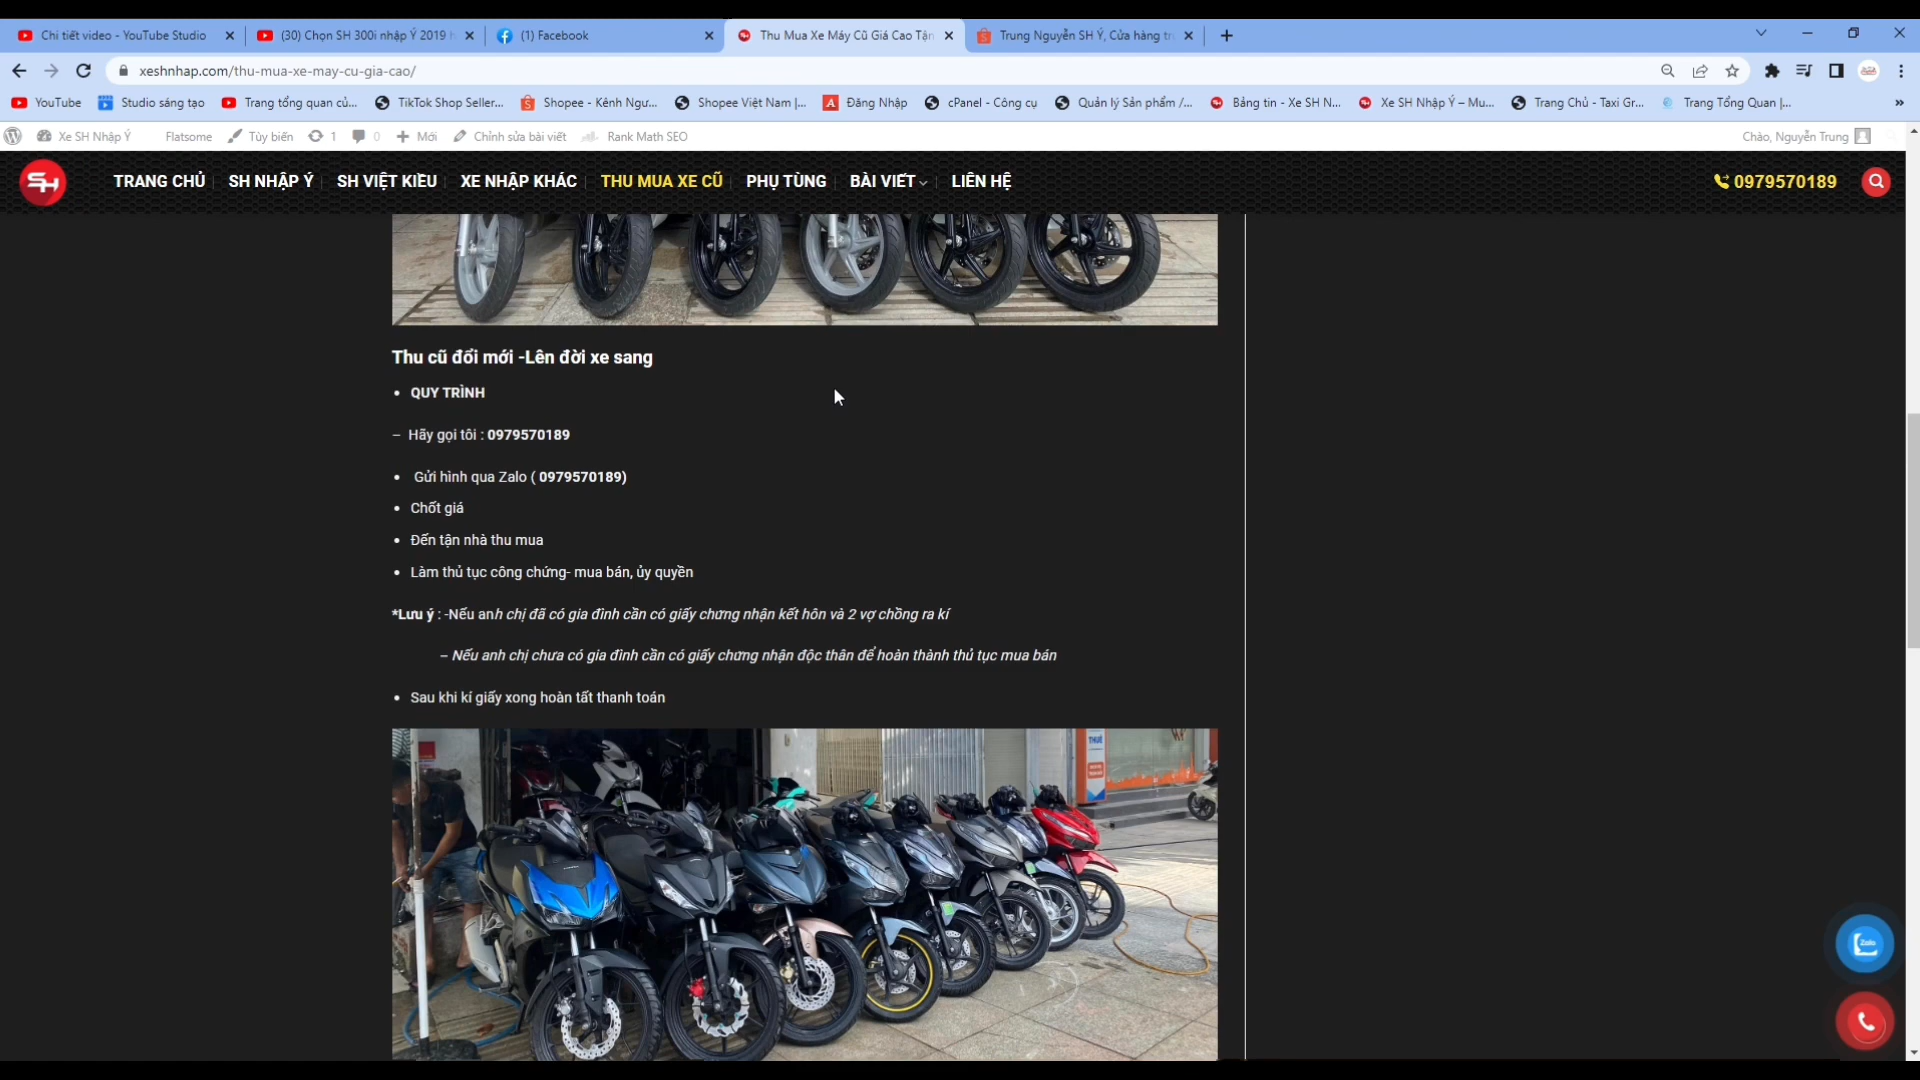 Chi tiết video - YouTube Studio
(30) Chọn SH 300i nhập Ý 2019
(1) Facebook
Thu Mua Xe Máy Cũ Giá Cao Tận
Trung Nguyễn SH Ý, Cửa hàng
xeshnhap.com/thu-mua-xe-may-cu-gia-cao/
YouTube
Studio sáng tạo
Trang tổng quan củ...
TikTok Shop Seller...
Shopee - Kênh Ngư...
Shopee Việt Nam |...
Đăng Nhập
cPanel - Công cụ
Quản lý Sản phẩm /...
Bảng tin - Xe SH N...
Xe SH Nhập Ý – Mu...
Trang Chủ - Taxi Gr...
Trang Tổng Quan |...
Xe SH Nhập Ý
Flatsome
Tùy biến
1
0
Mới
Chỉnh sửa bài viết
Rank Math SEO
Chào, Nguyễn Trung
SH
TRANG CHỦ
SH NHẬP Ý
SH VIỆT KIỀU
XE NHẬP KHÁC
THU MUA XE CŨ
PHỤ TÙNG
BÀI VIẾT
LIÊN HỆ
0979570189
Thu cũ đổi mới -Lên đời xe sang
• QUY TRÌNH
– Hãy gọi tôi : 0979570189
• Gửi hình qua Zalo ( 0979570189)
• Chốt giá
• Đến tận nhà thu mua
• Làm thủ tục công chứng- mua bán, ủy quyền
*Lưu ý : -Nếu anh chị đã có gia đình cần có giấy chứng nhận kết hôn và 2 vợ chồng ra kí
– Nếu anh chị chưa có gia đình cần có giấy chứng nhận độc thân để hoàn thành thủ tục mua bán
• Sau khi kí giấy xong hoàn tất thanh toán
THUÊ
Zalo